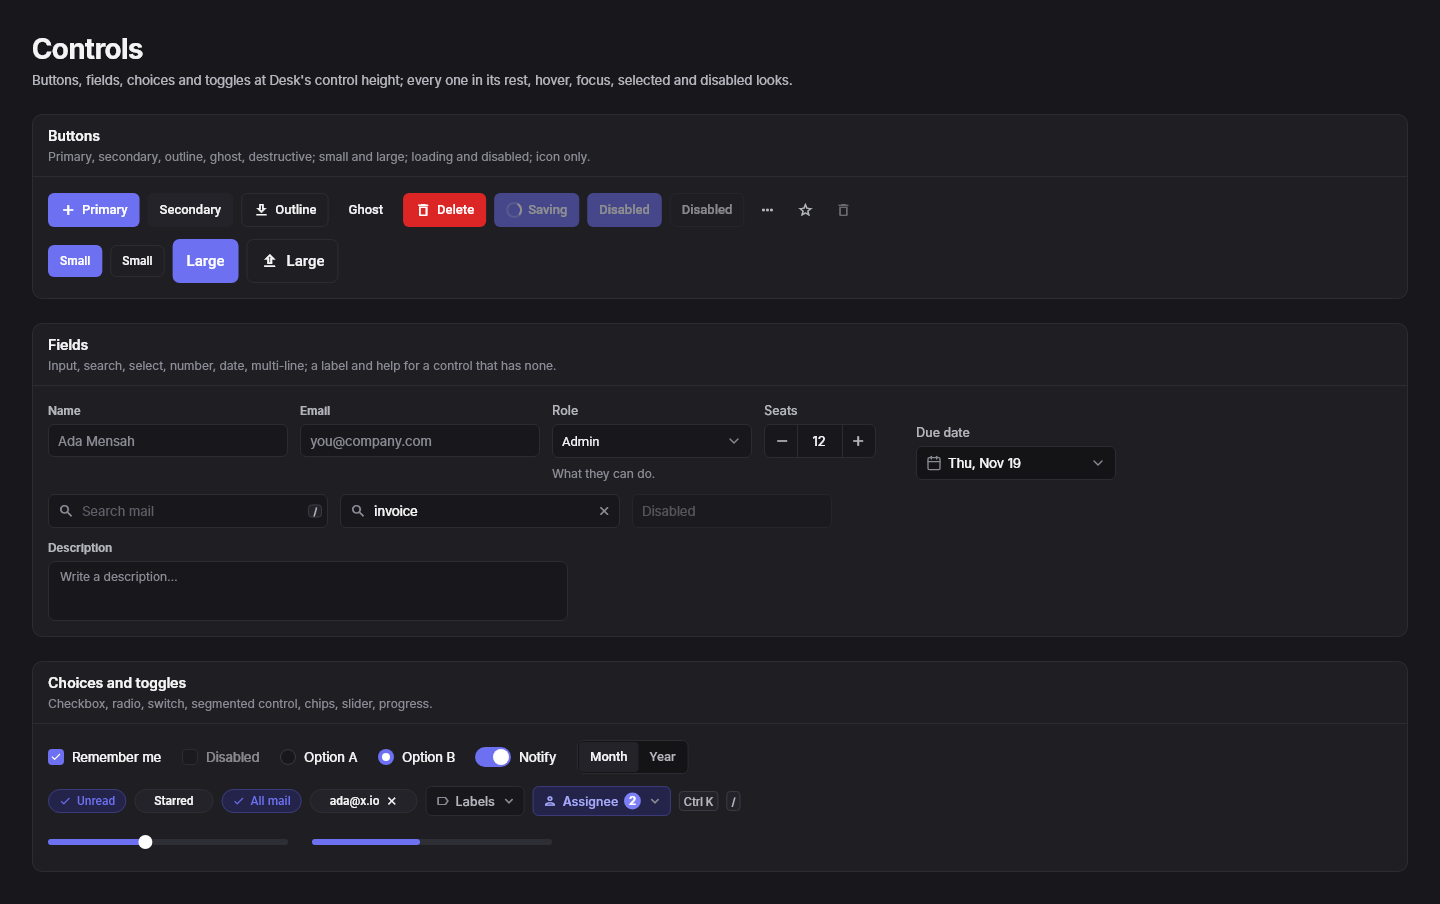 Controls
Buttons, fields, choices and toggles at Desk's control height; every one in its rest, hover, focus, selected and disabled looks.
Buttons
Primary, secondary, outline, ghost, destructive; small and large; loading and disabled; icon only.
Primary Secondary Outline Ghost Delete Saving Disabled Disabled
Small Small Large Large
Fields
Input, search, select, number, date, multi-line; a label and help for a control that has none.
Name Email Role Seats
Due date
Ada Mensah you@company.com Admin 12
Thu, Nov 19
What they can do.
Search mail / invoice Disabled
Description
Write a description...
Choices and toggles
Checkbox, radio, switch, segmented control, chips, slider, progress.
Remember me Disabled Option A Option B Notify Month Year
Unread Starred All mail ada@x.io Labels Assignee 2 Ctrl K /